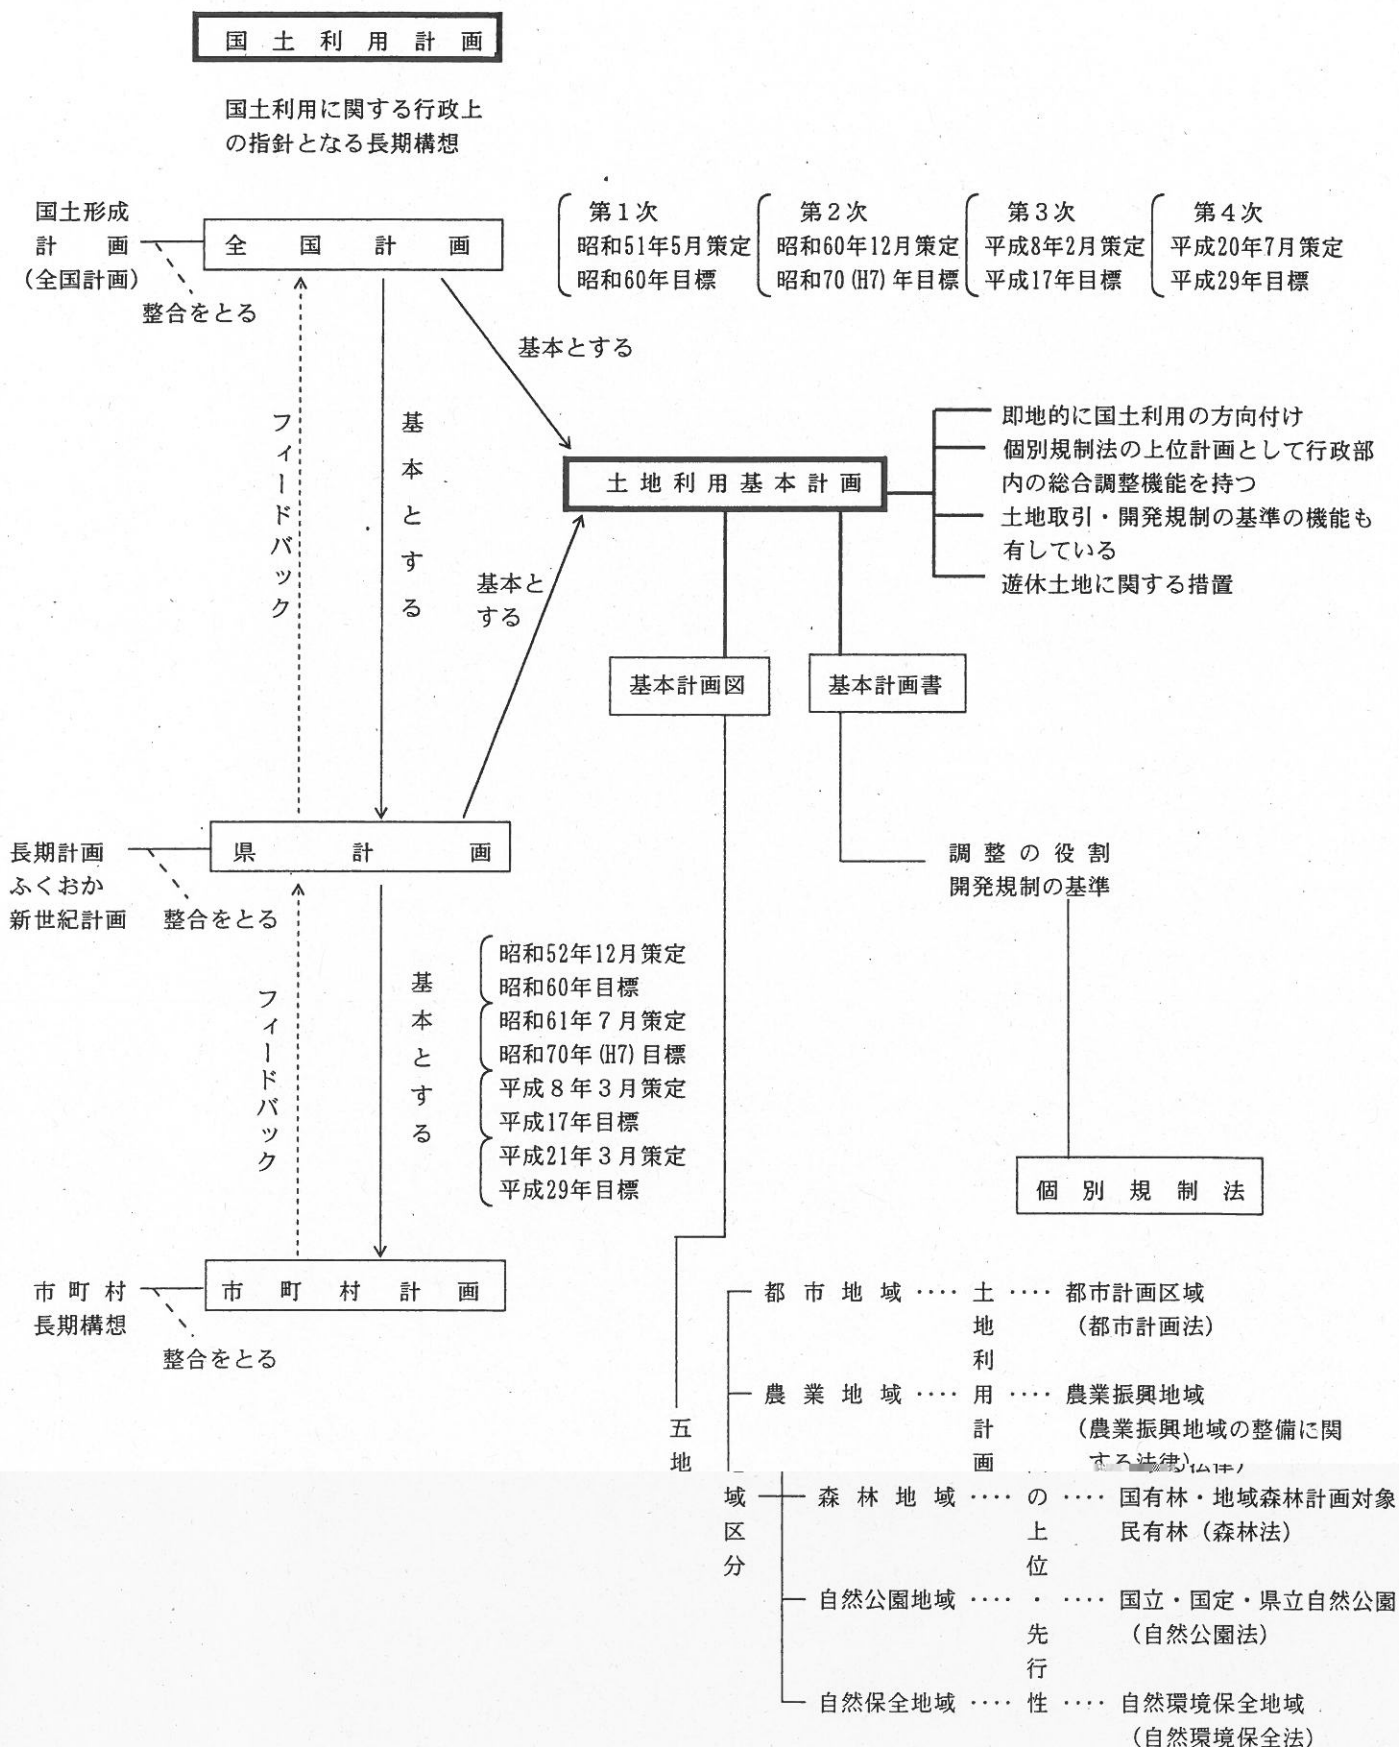 国土利用計画
国土利用に関する行政上
の指針となる長期構想
国土形成
計画
(全国計画)
整合をとる
全国計画
第1次
昭和51年5月策定
昭和60年目標
第2次
昭和60年12月策定
昭和70(H7)年目標
第3次
平成8年2月策定
平成17年目標
第4次
平成20年7月策定
平成29年目標
基本とする
フィードバック
基本とする
土地利用基本計画
即地的に国土利用の方向付け
個別規制法の上位計画として行政部
内の総合調整機能を持つ
土地取引・開発規制の基準の機能も
有している
遊休土地に関する措置
基本と
する
基本計画図
基本計画書
長期計画
ふくおか
新世紀計画
整合をとる
県計画
調整の役割
開発規制の基準
フィードバック
基本とする
昭和52年12月策定
昭和60年目標
昭和61年7月策定
昭和70年(H7)目標
平成8年3月策定
平成17年目標
平成21年3月策定
平成29年目標
個別規制法
市町村
長期構想
整合をとる
市町村計画
五地域区分
土地利用計画の上位・先行性
都市地域‥‥
‥‥都市計画区域
(都市計画法)
農業地域‥‥
‥‥農業振興地域
(農業振興地域の整備に関
する法律)
森林地域‥‥
‥‥国有林・地域森林計画対象
民有林(森林法)
自然公園地域‥‥
‥‥国立・国定・県立自然公園
(自然公園法)
自然保全地域‥‥
‥‥自然環境保全地域
(自然環境保全法)